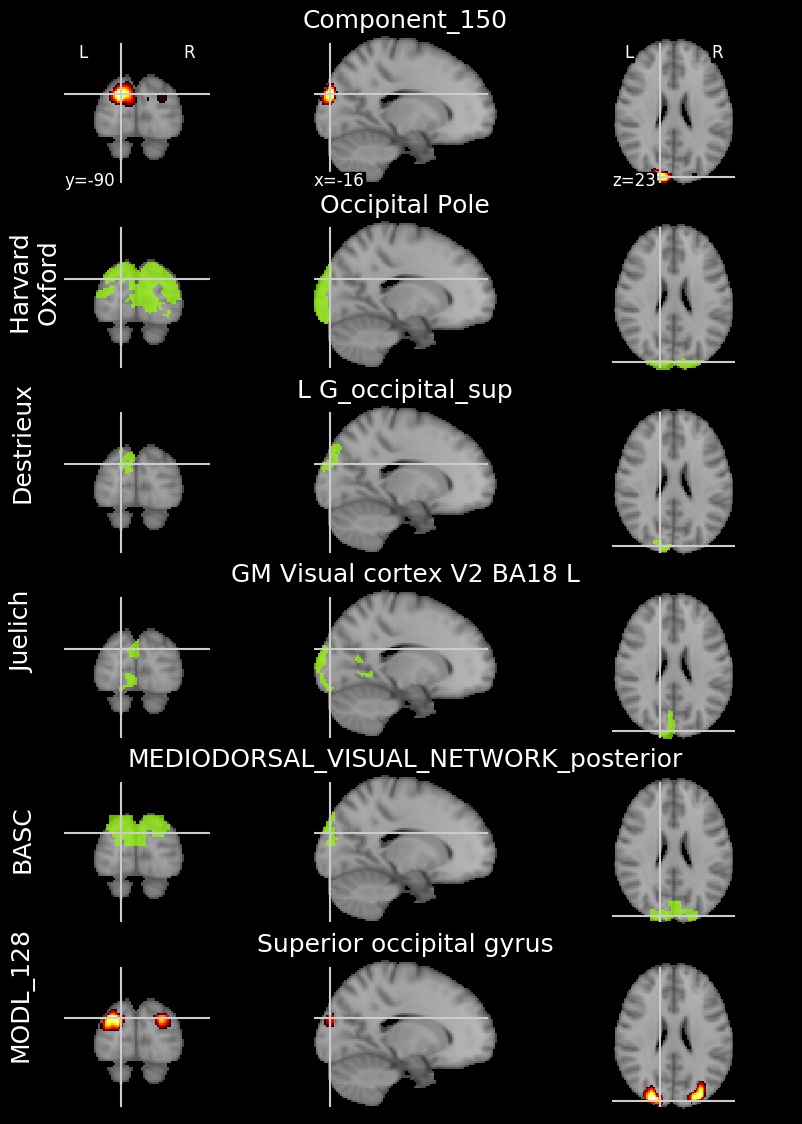 Component_150
L R
L R
y=-90
x=-16
z=23
Occipital Pole
Harvard
Oxford
L G_occipital_sup
Destrieux
GM Visual cortex V2 BA18 L
Juelich
MEDIODORSAL_VISUAL_NETWORK_posterior
BASC
Superior occipital gyrus
MODL_128